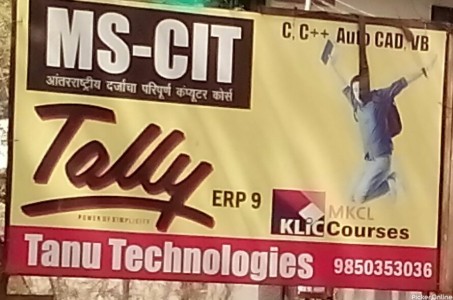 MS-CIT
आंतरराष्ट्रीय दर्जाचा परिपूर्ण कंप्युटर कोर्स
C, C++ Auto CAD, VB
Tally
POWER OF SIMPLICITY
ERP 9
MKCL
KLiC Courses
Tanu Technologies 9850353036